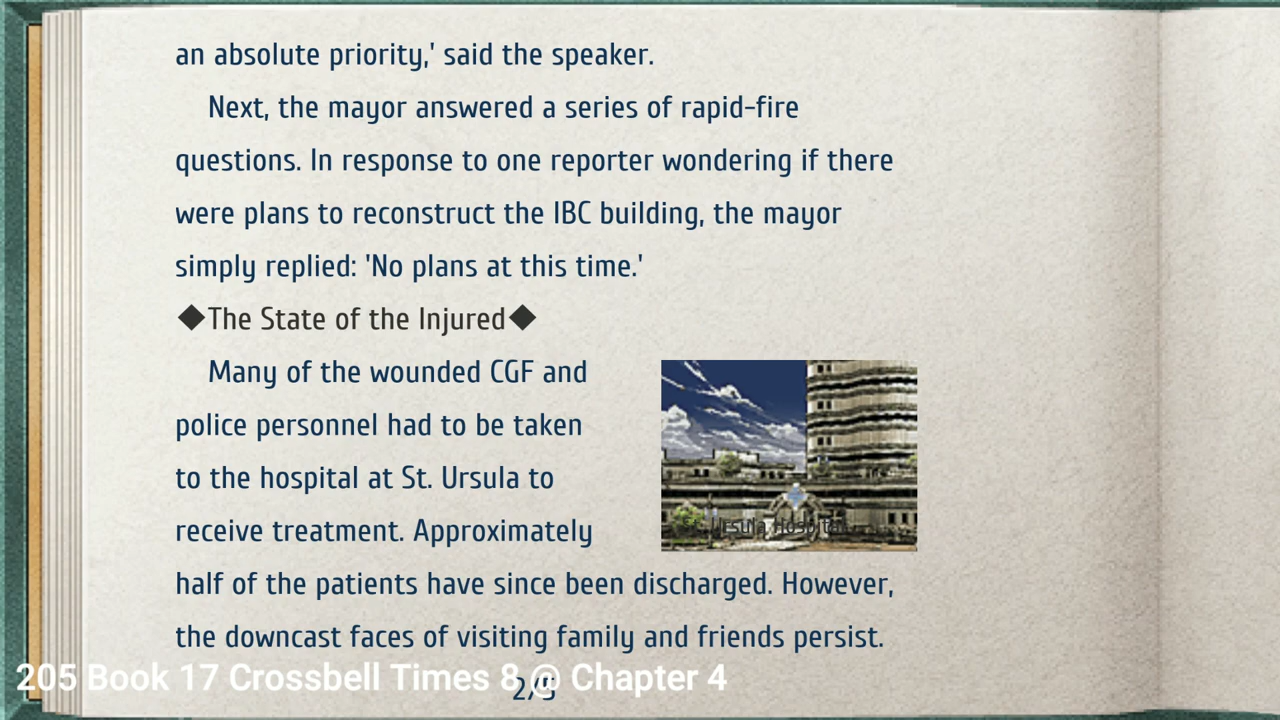 an absolute priority,' said the speaker.
Next, the mayor answered a series of rapid-fire
questions. In response to one reporter wondering if there
were plans to reconstruct the IBC building, the mayor
simply replied: 'No plans at this time.'
◆The State of the Injured◆
Many of the wounded CGF and
police personnel had to be taken
to the hospital at St. Ursula to
receive treatment. Approximately
Ursula Hospital
half of the patients have since been discharged. However,
the downcast faces of visiting family and friends persist.
205 Book 17 Crossbell Times 8 @ Chapter 4
2/5